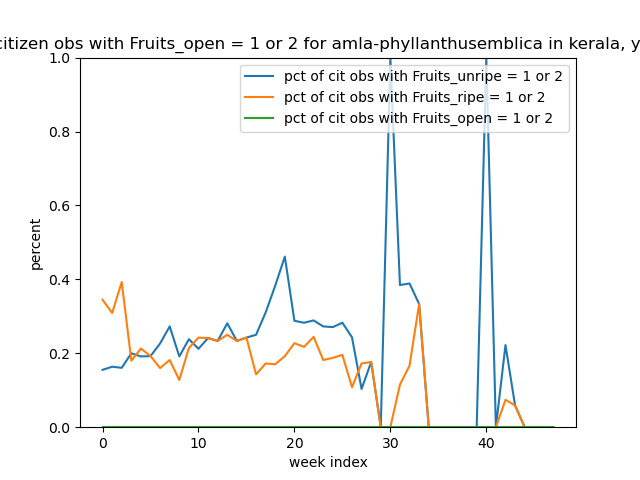 citizen obs with Fruits_open = 1 or 2 for amla-phyllanthusemblica in kerala, y
pct of cit obs with Fruits_unripe = 1 or 2
pct of cit obs with Fruits_ripe = 1 or 2
pct of cit obs with Fruits_open = 1 or 2
1.0
0.8
0.6
0.4
0.2
0.0
percent
0 10 20 30 40
week index